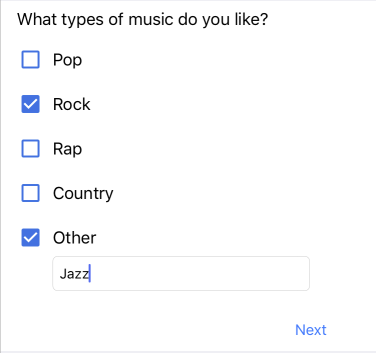 What types of music do you like?
Pop
Rock
Rap
Country
Other
Jazz
Next